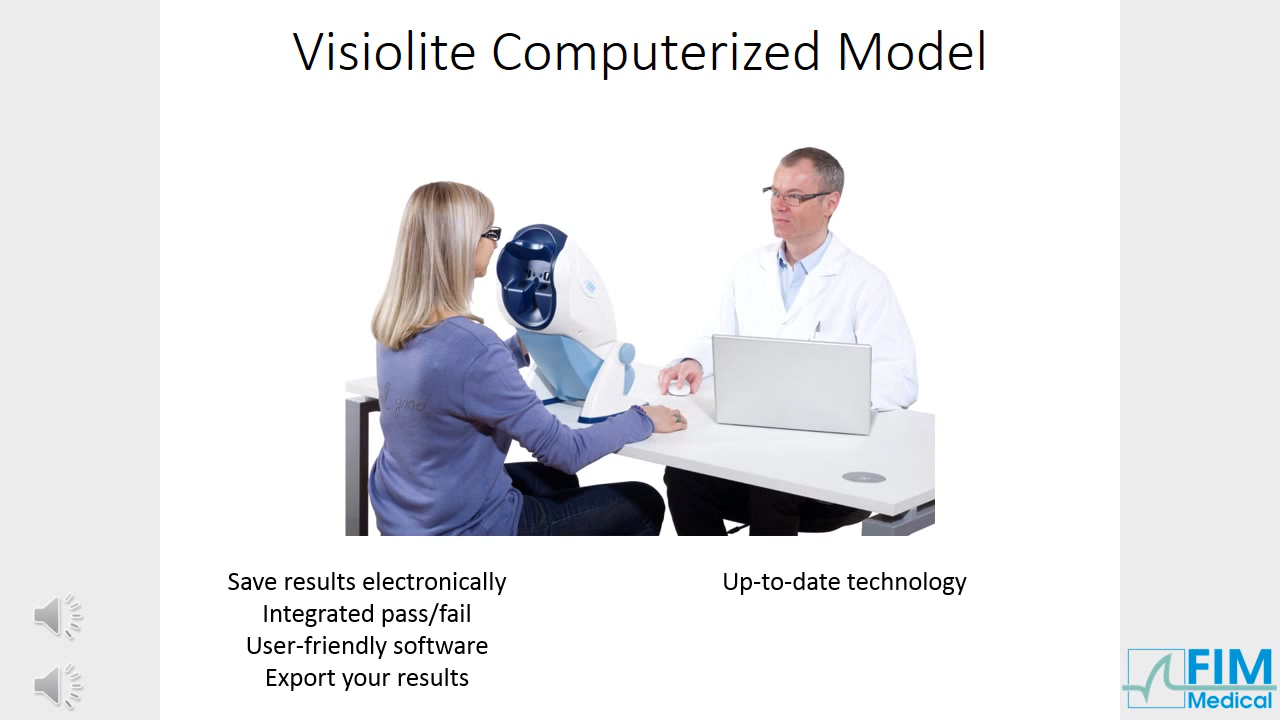 Visiolite Computerized Model
Save results electronically
Integrated pass/fail
User-friendly software
Export your results
Up-to-date technology
FIM
Medical